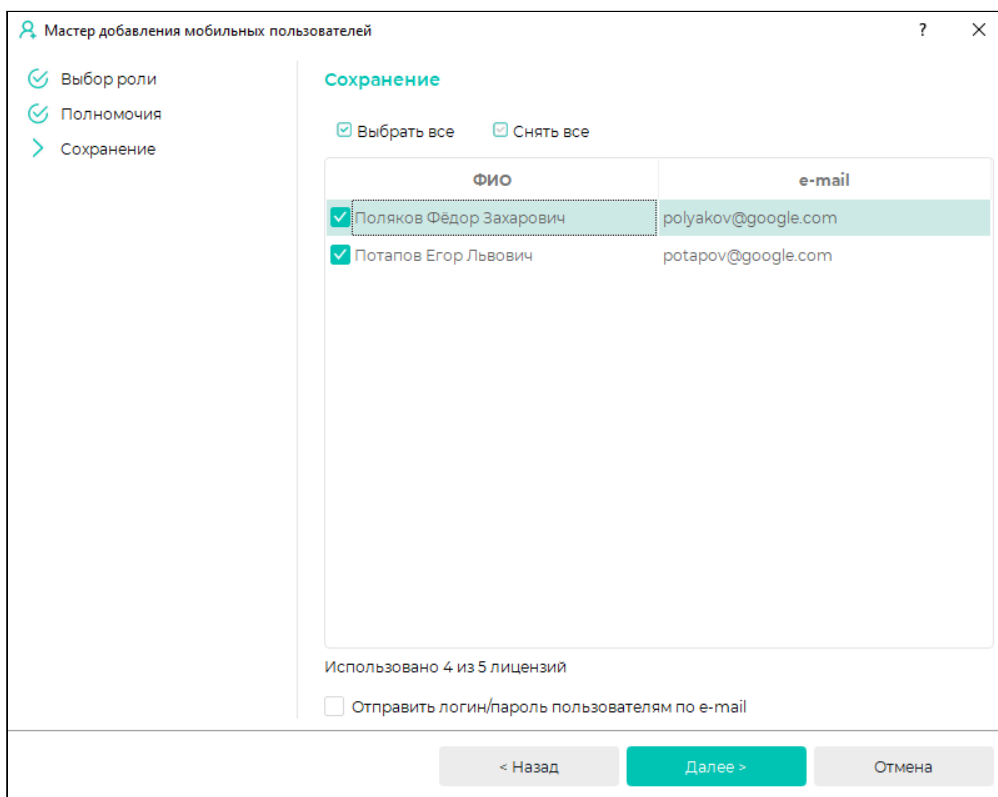 Мастер добавления мобильных пользователей ?
Выбор роли
Полномочия
Сохранение
Сохранение
Выбрать все Снять все
ФИО e-mail
Поляков Фёдор Захарович polyakov@google.com
Потапов Егор Львович potapov@google.com
Использовано 4 из 5 лицензий
Отправить логин/пароль пользователям по e-mail
< Назад Далее > Отмена